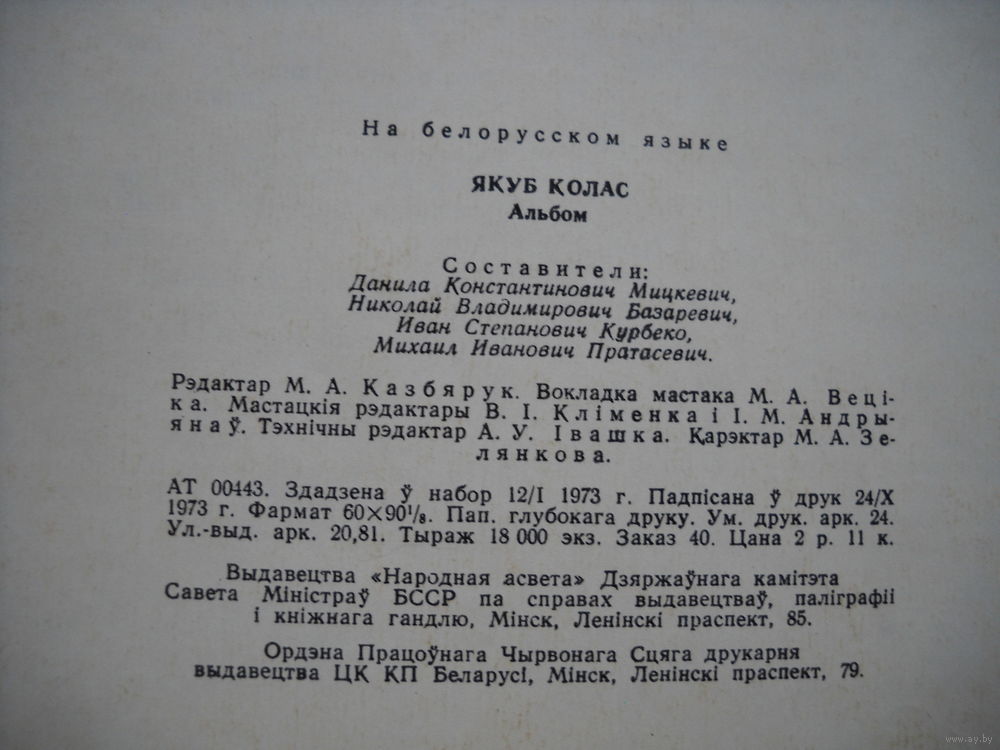 На белорусском языке
ЯКУБ КОЛАС
Альбом
Составители:
Данила Константинович Мицкевич,
Николай Владимирович Базаревич,
Иван Степанович Курбеко,
Михаил Иванович Пратасевич.
Рэдактар М. А. Казбярук. Вокладка мастака М. А. Веці-
ка. Мастацкія рэдактары В. І. Кліменка і І. М. Андры-
янаў. Тэхнічны рэдактар А. У. Івашка. Карэктар М. А. Зе-
лянкова.
АТ 00443. Здадзена ў набор 12/I 1973 г. Падпісана ў друк 24/X
1973 г. Фармат 60×90¹/₈. Пап. глубокага друку. Ум. друк. арк. 24.
Ул.-выд. арк. 20,81. Тыраж 18 000 экз. Заказ 40. Цана 2 р. 11 к.
Выдавецтва «Народная асвета» Дзяржаўнага камітэта
Савета Міністраў БССР па справах выдавецтваў, паліграфіі
і кніжнага гандлю, Мінск, Ленінскі праспект, 85.
Ордэна Працоўнага Чырвонага Сцяга друкарня
выдавецтва ЦК КП Беларусі, Мінск, Ленінскі праспект, 79.
www.ay.by